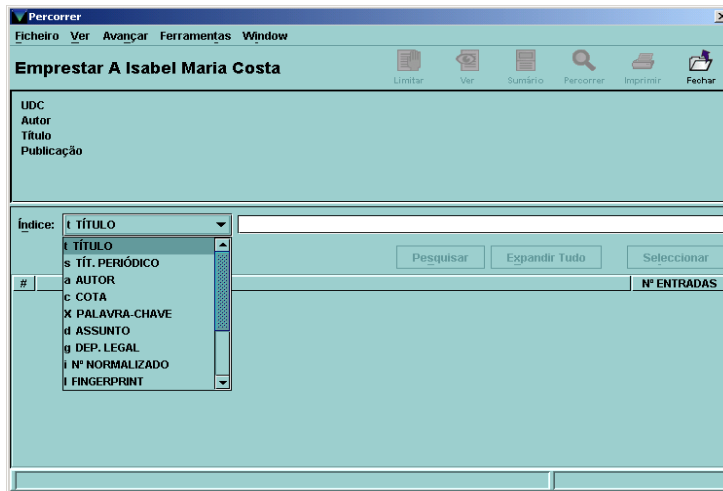 Percorrer
Ficheiro Ver Avançar Ferramentas Window
Emprestar A Isabel Maria Costa
Limitar Ver Sumário Percorrer Imprimir Fechar
UDC
Autor
Título
Publicação
Índice: t TÍTULO
t TÍTULO
s TÍT. PERIÓDICO
a AUTOR
c COTA
X PALAVRA-CHAVE
d ASSUNTO
g DEP. LEGAL
i Nº NORMALIZADO
l FINGERPRINT
Pesquisar Expandir Tudo Seleccionar
# Nº ENTRADAS